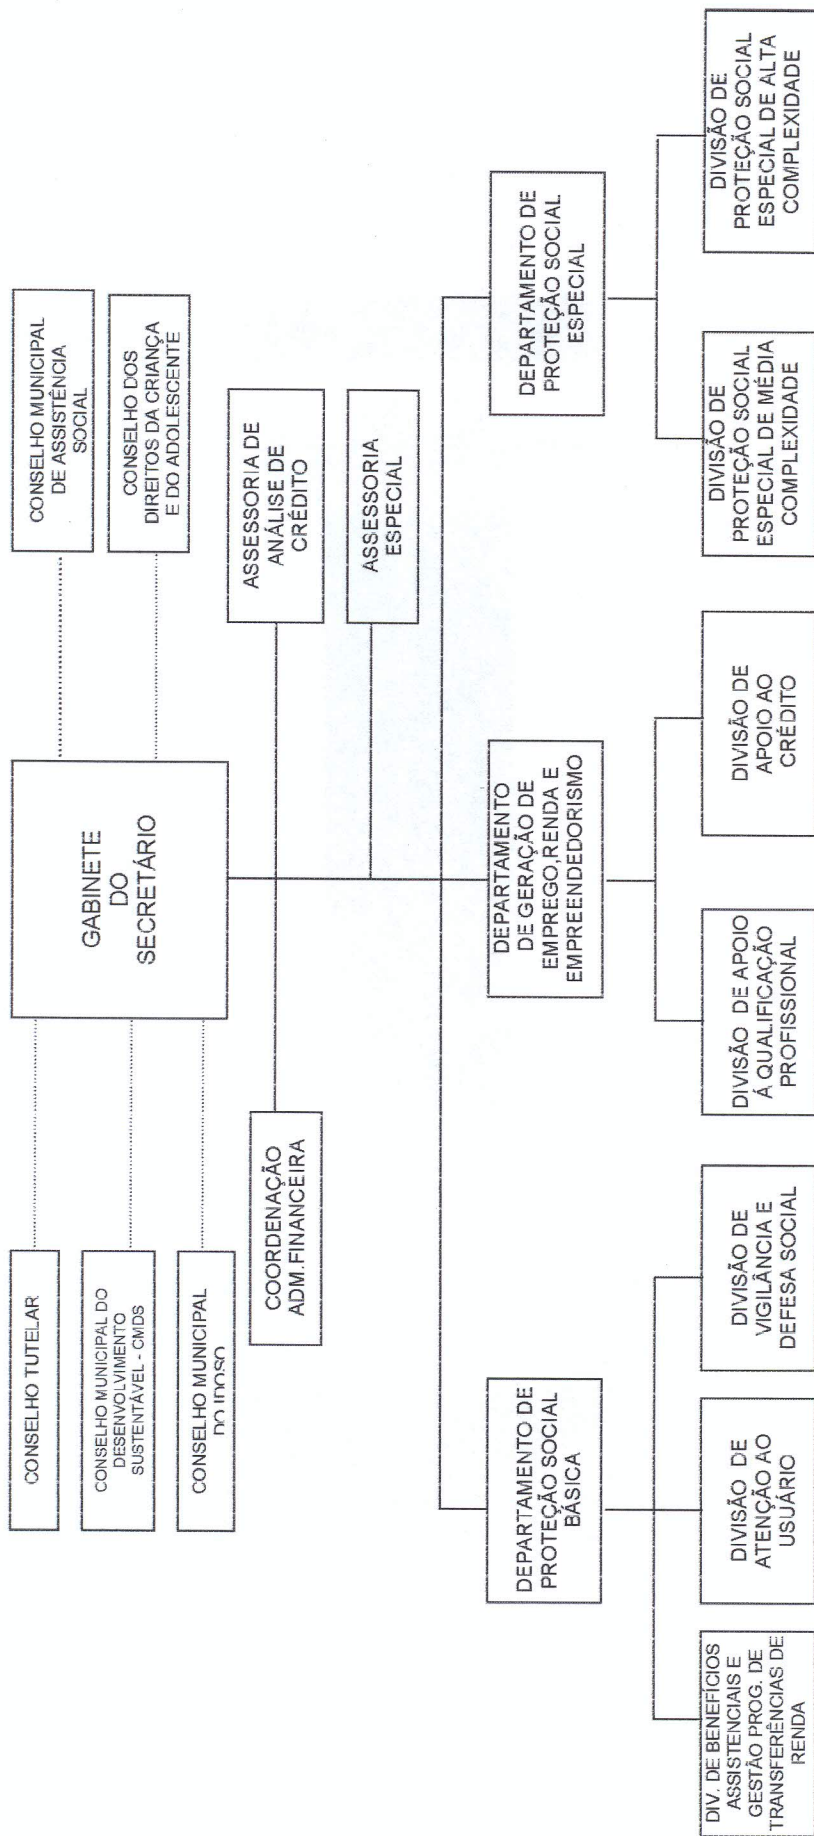 CONSELHO TUTELAR
CONSELHO MUNICIPAL DO
DESENVOLVIMENTO
SUSTENTÁVEL - CMDS
CONSELHO MUNICIPAL
DO IDOSO
GABINETE
DO
SECRETÁRIO
CONSELHO MUNICIPAL
DE ASSISTÊNCIA
SOCIAL
CONSELHO DOS
DIREITOS DA CRIANÇA
E DO ADOLESCENTE
COORDENAÇÃO
ADM.FINANCEIRA
ASSESSORIA DE
ANÁLISE DE
CRÉDITO
ASSESSORIA
ESPECIAL
DEPARTAMENTO DE
PROTEÇÃO SOCIAL
BÁSICA
DEPARTAMENTO
DE GERAÇÃO DE
EMPREGO,RENDA E
EMPREENDEDORISMO
DEPARTAMENTO DE
PROTEÇÃO SOCIAL
ESPECIAL
DIV. DE BENEFÍCIOS
ASSISTENCIAIS E
GESTÃO PROG. DE
TRANSFERÊNCIAS DE
RENDA
DIVISÃO DE
ATENÇÃO AO
USUÁRIO
DIVISÃO DE
VIGILÂNCIA E
DEFESA SOCIAL
DIVISÃO DE APOIO
Á QUALIFICAÇÃO
PROFISSIONAL
DIVISÃO DE
APOIO AO
CRÉDITO
DIVISÃO DE
PROTEÇÃO SOCIAL
ESPECIAL DE MÉDIA
COMPLEXIDADE
DIVISÃO DE
PROTEÇÃO SOCIAL
ESPECIAL DE ALTA
COMPLEXIDADE